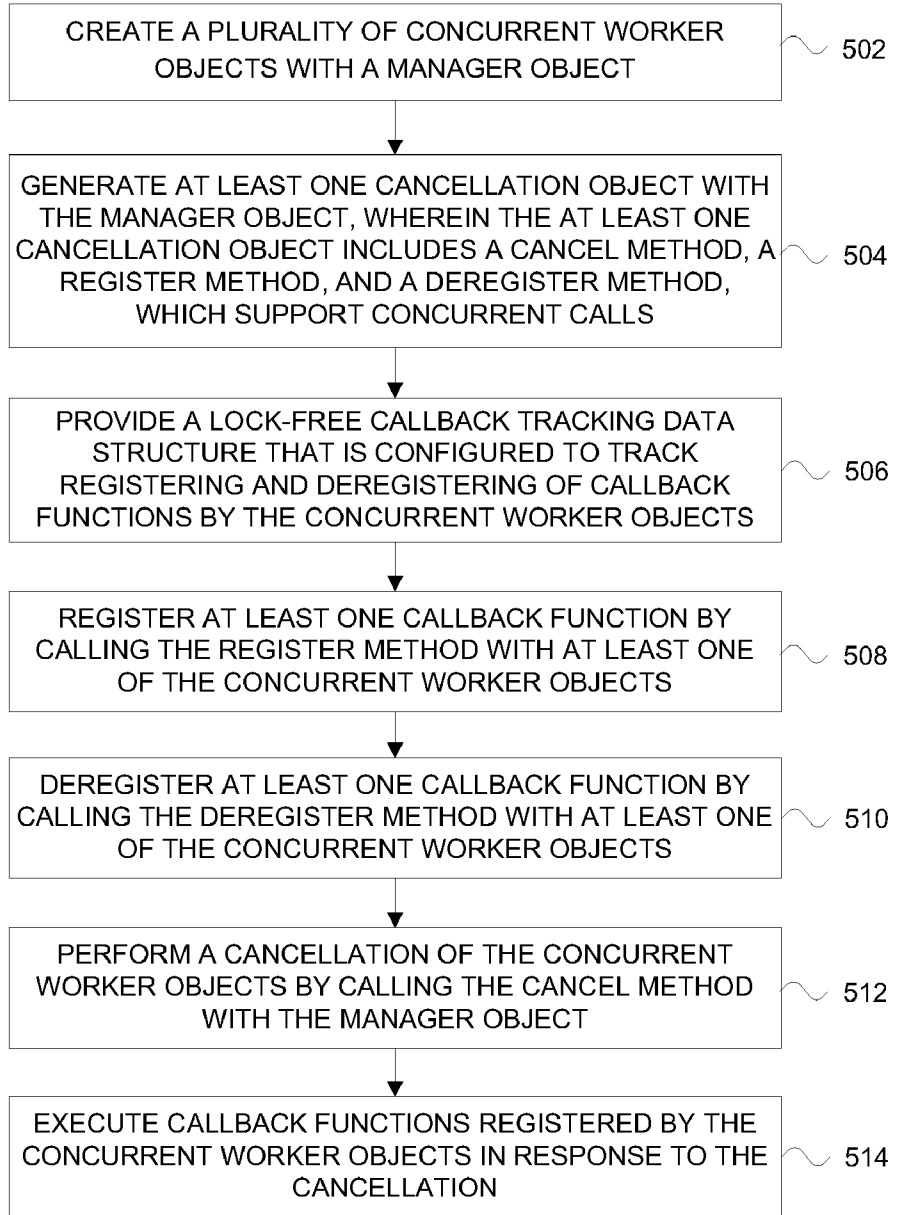 CREATE A PLURALITY OF CONCURRENT WORKER
OBJECTS WITH A MANAGER OBJECT
502
GENERATE AT LEAST ONE CANCELLATION OBJECT WITH
THE MANAGER OBJECT, WHEREIN THE AT LEAST ONE
CANCELLATION OBJECT INCLUDES A CANCEL METHOD, A
REGISTER METHOD, AND A DEREGISTER METHOD,
WHICH SUPPORT CONCURRENT CALLS
504
PROVIDE A LOCK-FREE CALLBACK TRACKING DATA
STRUCTURE THAT IS CONFIGURED TO TRACK
REGISTERING AND DEREGISTERING OF CALLBACK
FUNCTIONS BY THE CONCURRENT WORKER OBJECTS
506
REGISTER AT LEAST ONE CALLBACK FUNCTION BY
CALLING THE REGISTER METHOD WITH AT LEAST ONE
OF THE CONCURRENT WORKER OBJECTS
508
DEREGISTER AT LEAST ONE CALLBACK FUNCTION BY
CALLING THE DEREGISTER METHOD WITH AT LEAST ONE
OF THE CONCURRENT WORKER OBJECTS
510
PERFORM A CANCELLATION OF THE CONCURRENT
WORKER OBJECTS BY CALLING THE CANCEL METHOD
WITH THE MANAGER OBJECT
512
EXECUTE CALLBACK FUNCTIONS REGISTERED BY THE
CONCURRENT WORKER OBJECTS IN RESPONSE TO THE
CANCELLATION
514